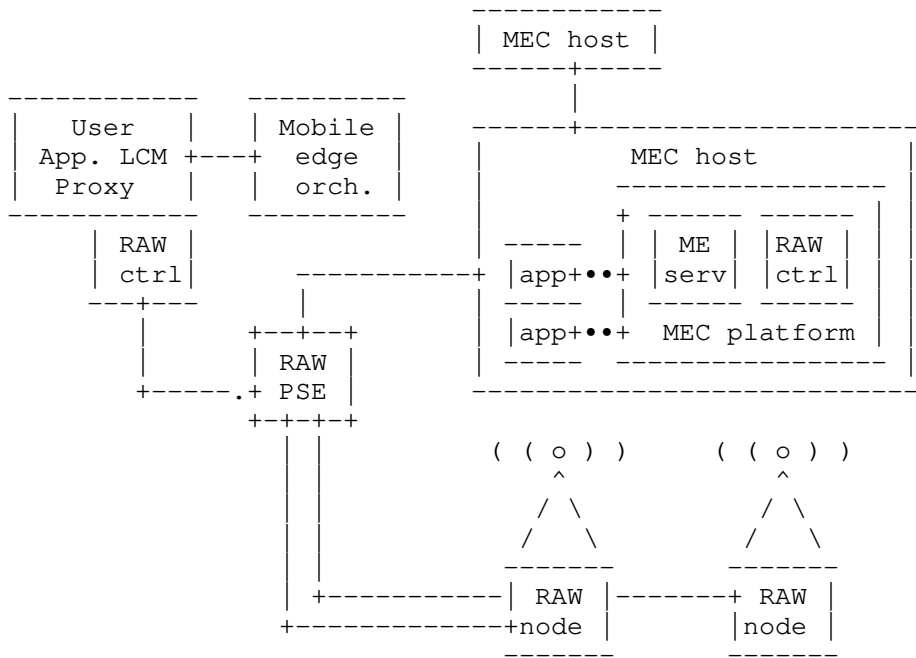 MEC host
User Mobile
App. LCM edge MEC host
Proxy orch.
RAW ME RAW
ctrl app serv ctrl
RAW app MEC platform
PSE
( ( o ) ) ( ( o ) )
RAW RAW
node node